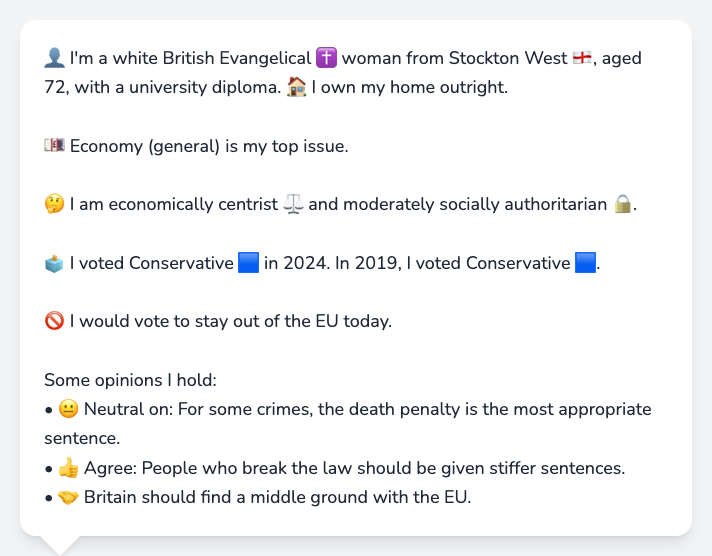 👤 I'm a white British Evangelical ✝️ woman from Stockton West 🏴󠁧󠁢󠁥󠁮󠁧󠁿, aged
72, with a university diploma. 🏠 I own my home outright.
💷 Economy (general) is my top issue.
🤔 I am economically centrist ⚖️ and moderately socially authoritarian 🔒.
🗳️ I voted Conservative 🟦 in 2024. In 2019, I voted Conservative 🟦.
🚫 I would vote to stay out of the EU today.
Some opinions I hold:
• 😐 Neutral on: For some crimes, the death penalty is the most appropriate
sentence.
• 👍 Agree: People who break the law should be given stiffer sentences.
• 🤝 Britain should find a middle ground with the EU.